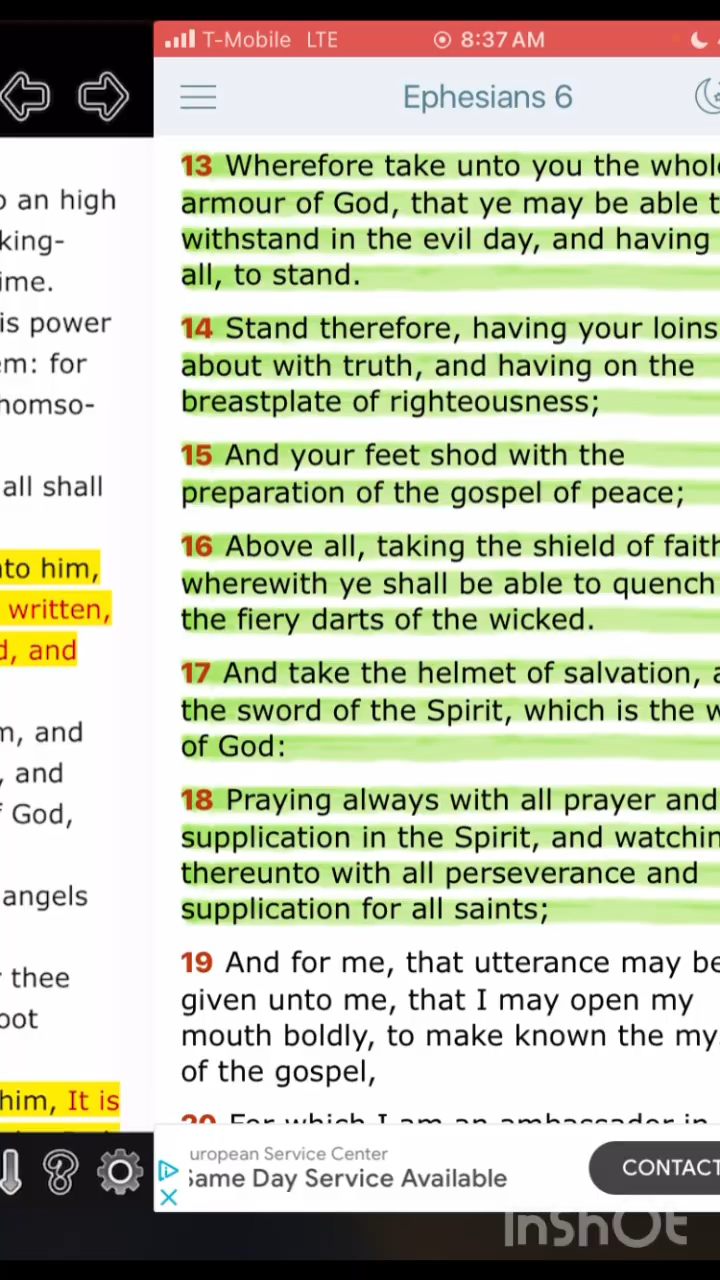 T-Mobile LTE 8:37 AM
Ephesians 6
an high
king-
ime.
is power
em: for
homso-
all shall
nto him,
written,
d, and
m, and
, and
God,
angels
thee
oot
him, It is
13 Wherefore take unto you the whole
armour of God, that ye may be able t
withstand in the evil day, and having
all, to stand.
14 Stand therefore, having your loins
about with truth, and having on the
breastplate of righteousness;
15 And your feet shod with the
preparation of the gospel of peace;
16 Above all, taking the shield of faith
wherewith ye shall be able to quench
the fiery darts of the wicked.
17 And take the helmet of salvation, a
the sword of the Spirit, which is the w
of God:
18 Praying always with all prayer and
supplication in the Spirit, and watchin
thereunto with all perseverance and
supplication for all saints;
19 And for me, that utterance may be
given unto me, that I may open my
mouth boldly, to make known the my
of the gospel,
20 For which I am an ambassador in
uropean Service Center
Same Day Service Available
CONTACT
InShOt